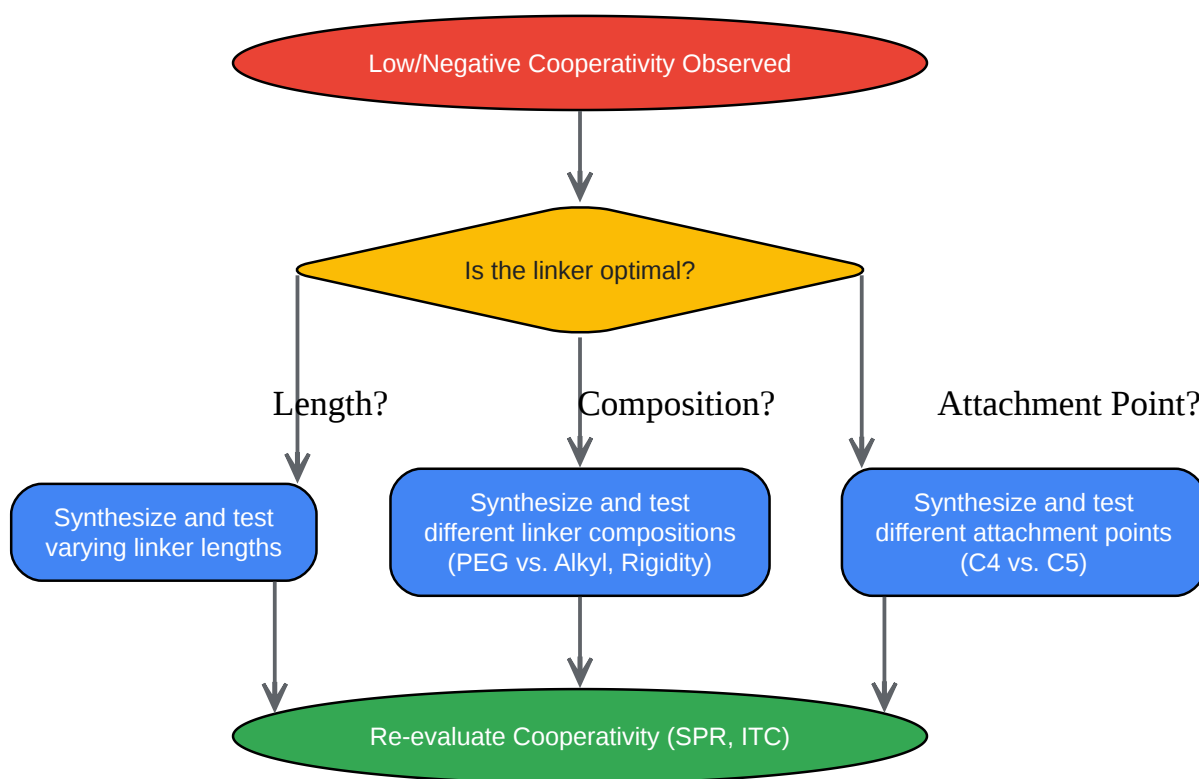 Low/Negative Cooperativity Observed
Is the linker optimal?
Length?
Composition?
Attachment Point?
Synthesize and test
varying linker lengths
Synthesize and test
different linker compositions
(PEG vs. Alkyl, Rigidity)
Synthesize and test
different attachment points
(C4 vs. C5)
Re-evaluate Cooperativity (SPR, ITC)